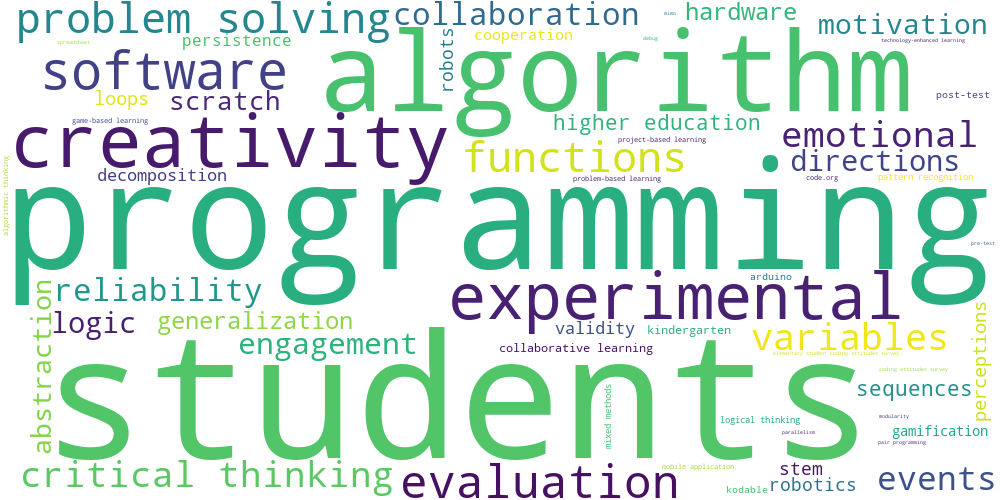 problem solving
collaboration
mimo
hardware
motivation
spreadsheet
persistence
robots
cooperation
debug
technology-enhanced learning
software
algorithm
loops
scratch
post-test
game-based learning
higher education
creativity
project-based learning
emotional
functions
directions
decomposition
problem-based learning
code.org
pattern recognition
algorithmic thinking
programming
pre-test
reliability
experimental
arduino
abstraction
logic
generalization
validity
kindergarten
variables
perceptions
engagement
collaborative learning
elementary student coding attitudes survey
students
coding attitudes survey
sequences
mixed methods
logical thinking
modularity
parallelism
gamification
pair programming
critical thinking
evaluation
mobile application
stem
events
kodable
robotics